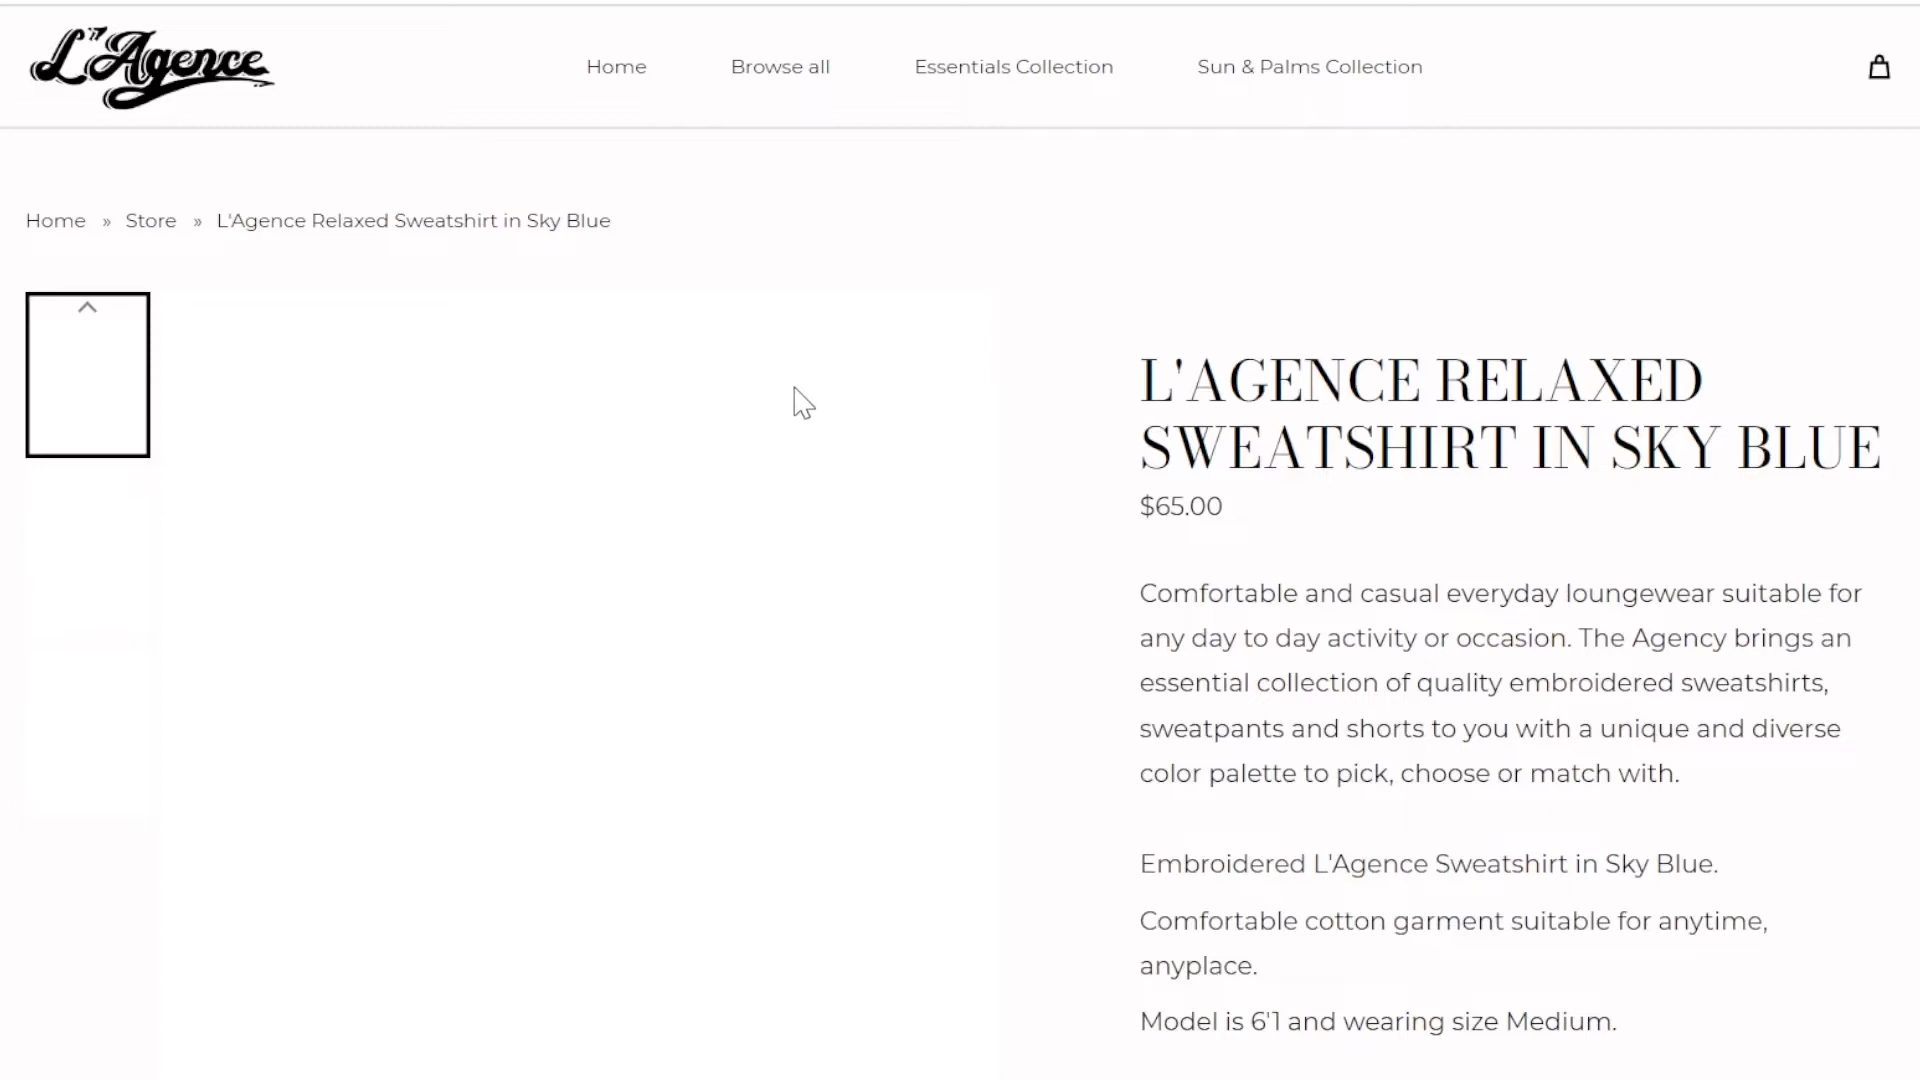 L'Agence
Home Browse all Essentials Collection Sun & Palms Collection
Home » Store » L'Agence Relaxed Sweatshirt in Sky Blue
L'AGENCE RELAXED
SWEATSHIRT IN SKY BLUE
$65.00
Comfortable and casual everyday loungewear suitable for
any day to day activity or occasion. The Agency brings an
essential collection of quality embroidered sweatshirts,
sweatpants and shorts to you with a unique and diverse
color palette to pick, choose or match with.
Embroidered L'Agence Sweatshirt in Sky Blue.
Comfortable cotton garment suitable for anytime,
anyplace.
Model is 6'1 and wearing size Medium.